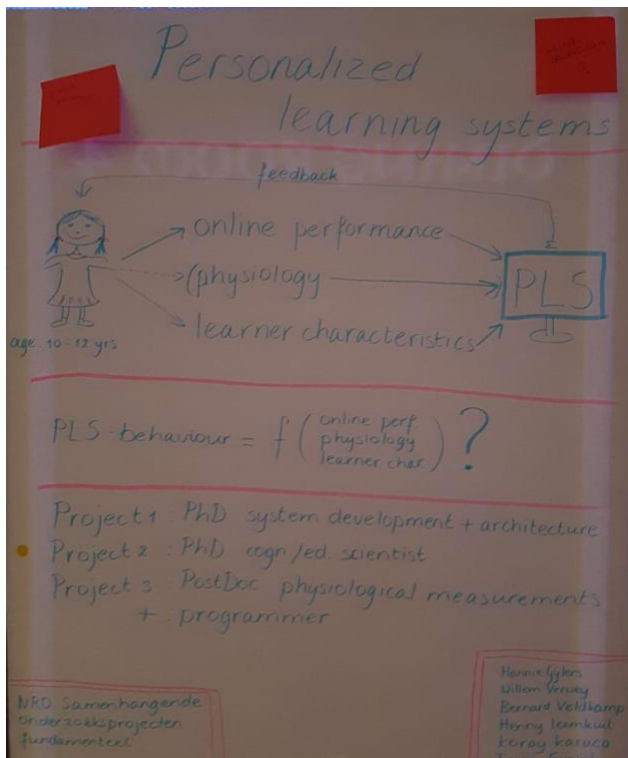 Personalized
learning systems
feedback
online performance
(physiology
learner characteristics
PLS
age 10-12 yrs
PLS behaviour = f ( online perf
physiology
learner char. ) ?
Project 1 : PhD system development + architecture
Project 2 : PhD cogn/ed. scientist
Project 3 : PostDoc physiological measurements
+ : programmer
NRO Samenhangende
onderzoeksprojecten
fundamenteel
Hannie Gijlers
Willem Verwey
Bernard Veldkamp
Henny Leemkuil
Koray Karaca